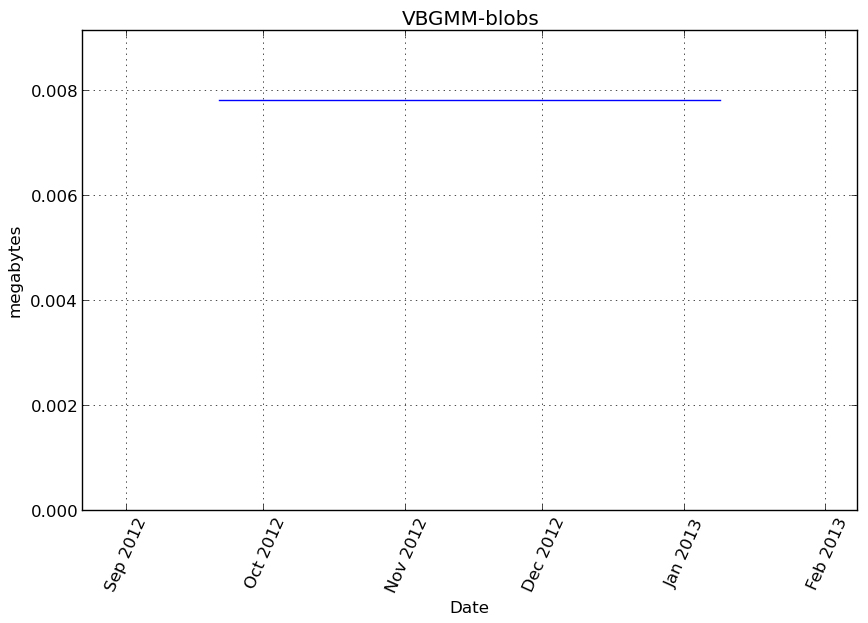 VBGMM-blobs
megabytes
0.008
0.006
0.004
0.002
0.000
Sep 2012
Oct 2012
Nov 2012
Dec 2012
Jan 2013
Feb 2013
Date